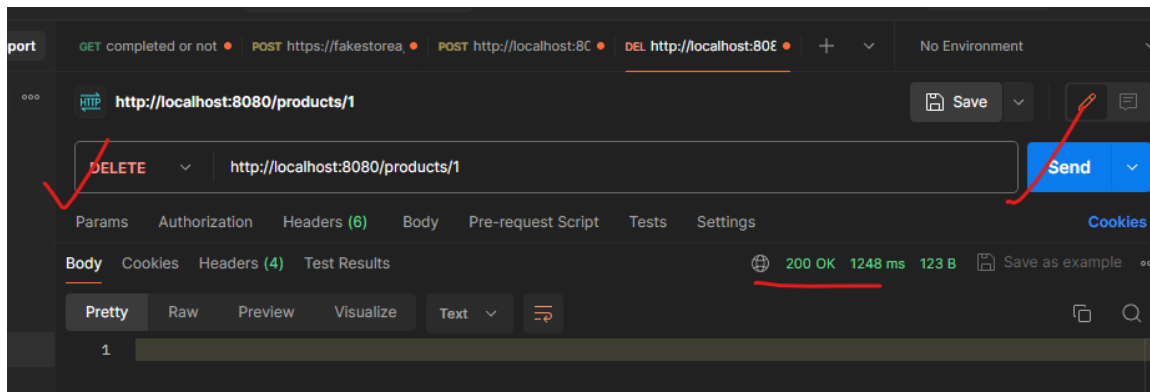 port
GET completed or not
POST https://fakestorea
POST http://localhost:80
DEL http://localhost:808
No Environment
HTTP http://localhost:8080/products/1
Save
DELETE
http://localhost:8080/products/1
Send
Params Authorization Headers (6) Body Pre-request Script Tests Settings
Cookies
Body Cookies Headers (4) Test Results
200 OK 1248 ms 123 B
Save as example
Pretty Raw Preview Visualize Text
1